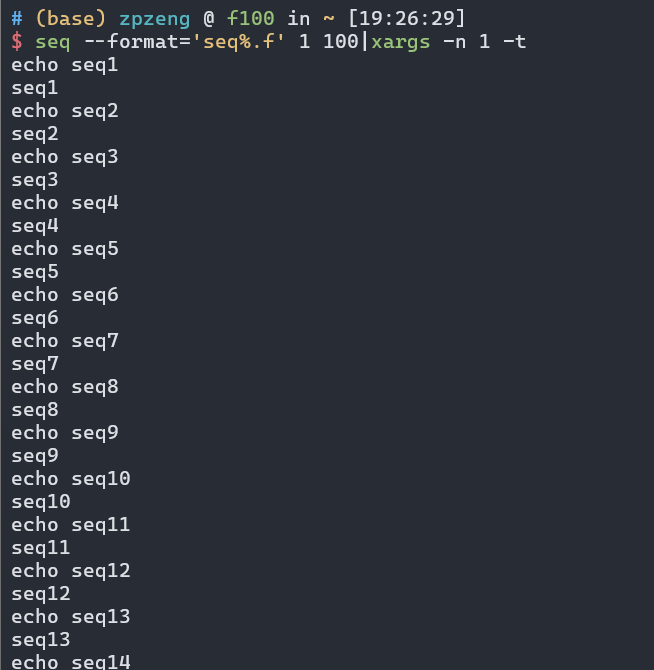 # (base) zpzeng @ f100 in ~ [19:26:29]
$ seq --format='seq%.f' 1 100|xargs -n 1 -t
echo seq1
seq1
echo seq2
seq2
echo seq3
seq3
echo seq4
seq4
echo seq5
seq5
echo seq6
seq6
echo seq7
seq7
echo seq8
seq8
echo seq9
seq9
echo seq10
seq10
echo seq11
seq11
echo seq12
seq12
echo seq13
seq13
echo seq14